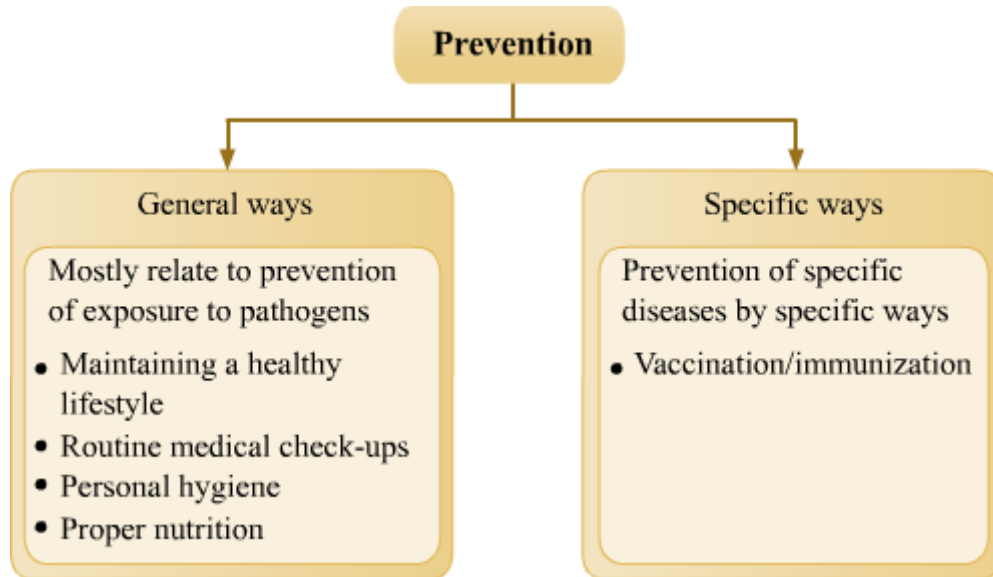 Prevention
General ways
Mostly relate to prevention
of exposure to pathogens
• Maintaining a healthy
lifestyle
• Routine medical check-ups
• Personal hygiene
• Proper nutrition
Specific ways
Prevention of specific
diseases by specific ways
• Vaccination/immunization